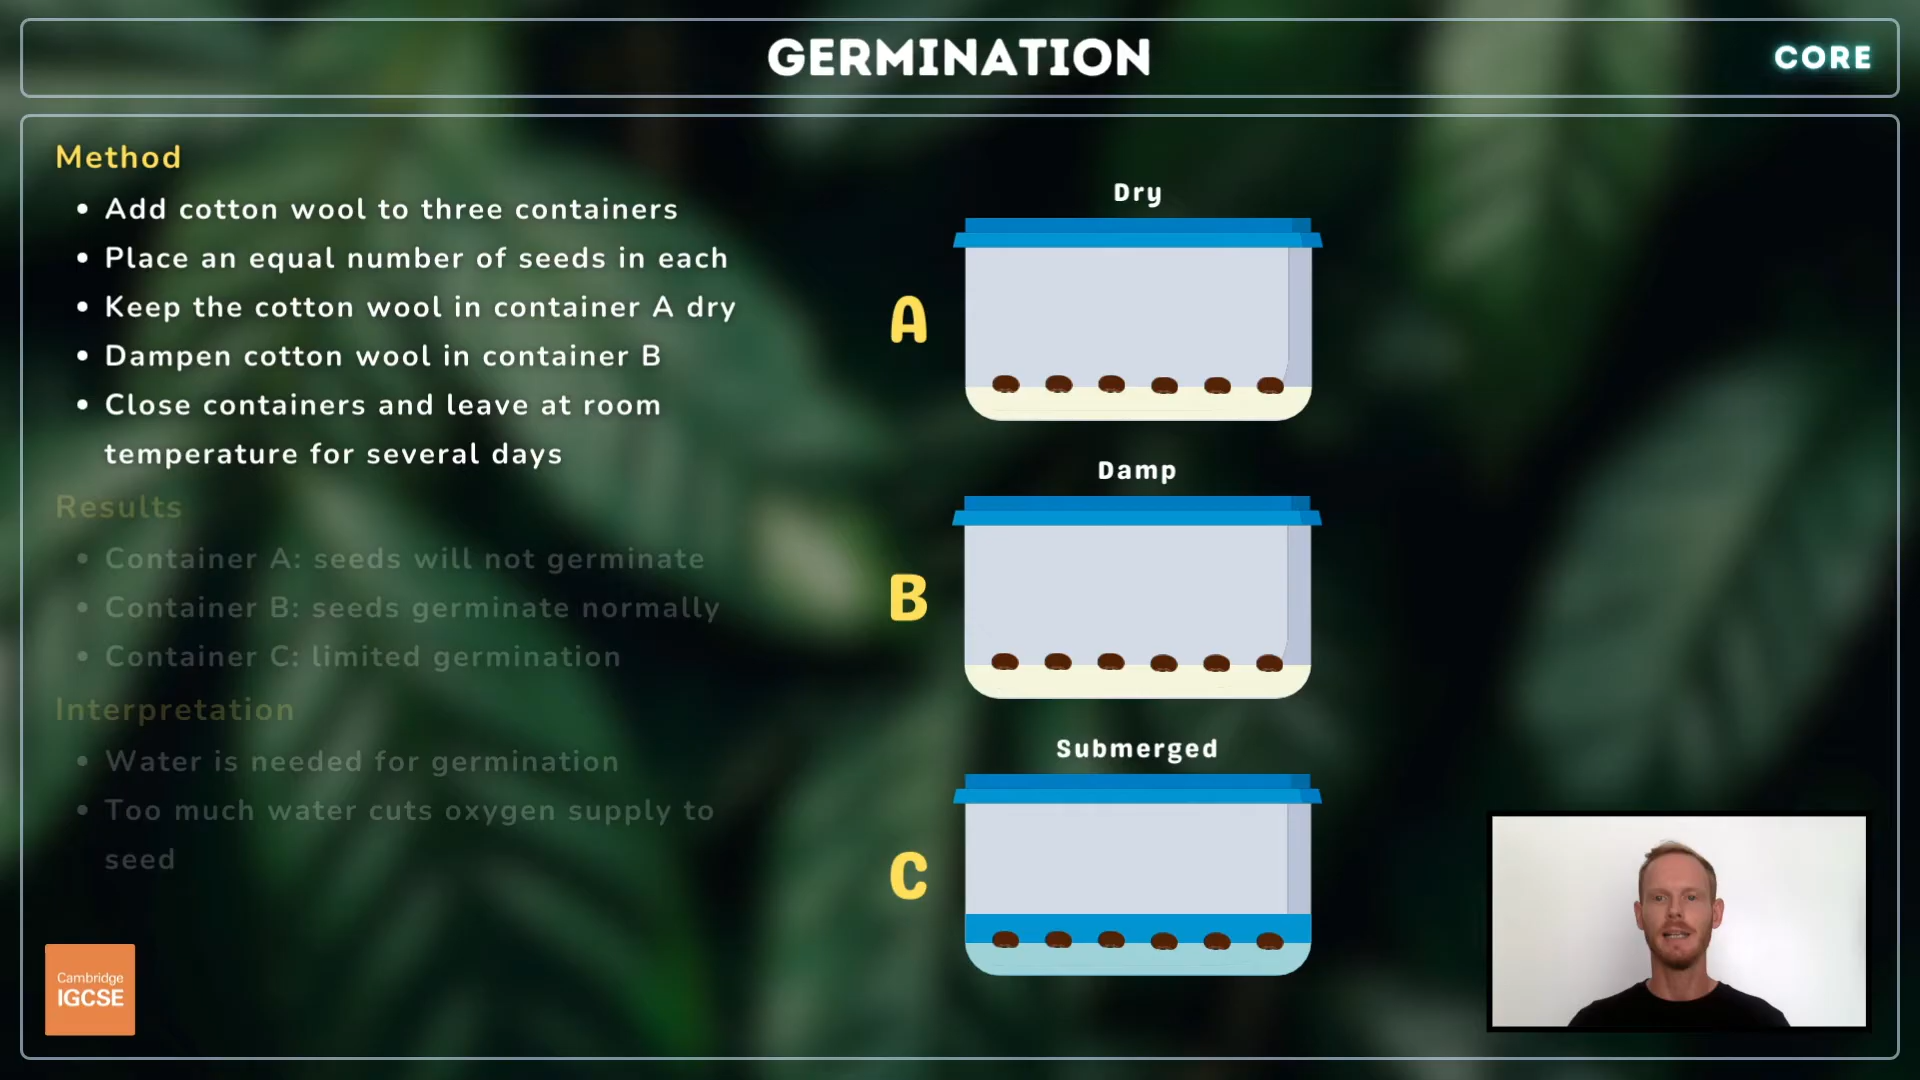 GERMINATION
CORE
Method
• Add cotton wool to three containers
• Place an equal number of seeds in each
• Keep the cotton wool in container A dry
• Dampen cotton wool in container B
• Close containers and leave at room
temperature for several days
Results
• Container A: seeds will not germinate
• Container B: seeds germinate normally
• Container C: limited germination
Interpretation
• Water is needed for germination
• Too much water cuts oxygen supply to
seed
Dry
A
Damp
B
Submerged
C
Cambridge
IGCSE